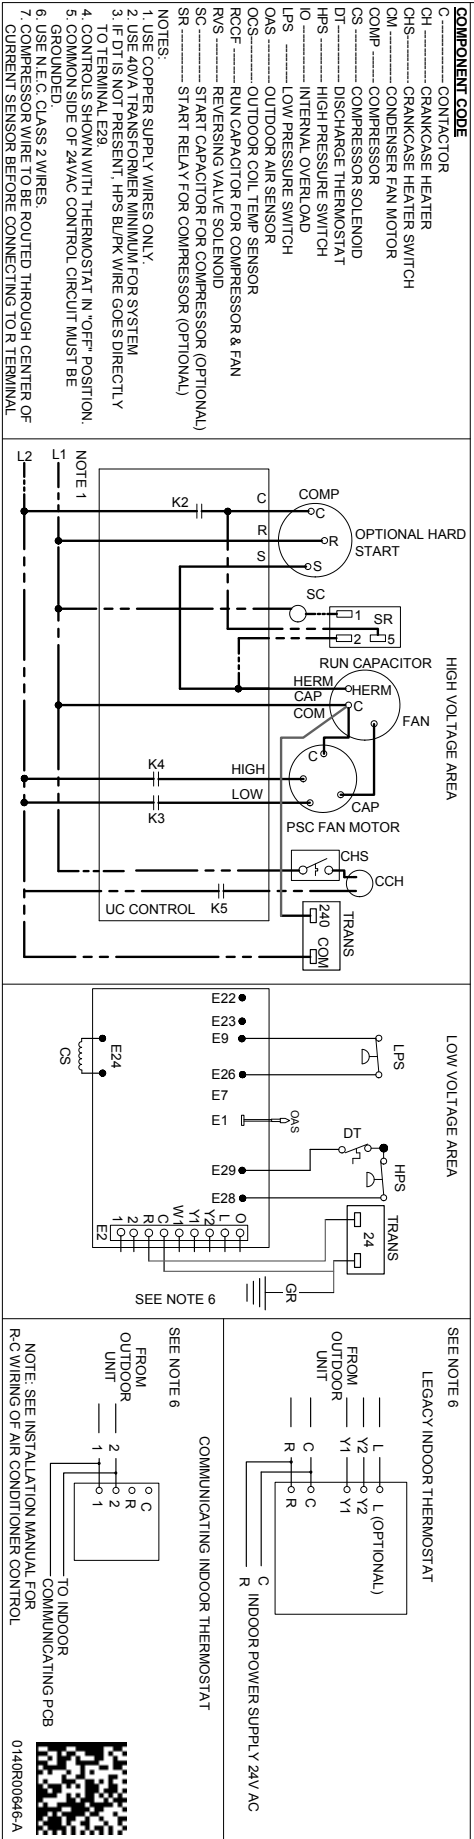 COMPONENT CODE
C ------------ CONTACTOR
CH ---------- CRANKCASE HEATER
CHS--------- CRANKCASE HEATER SWITCH
CM ---------- CONDENSER FAN MOTOR
COMP ------ COMPRESSOR
CS ---------- COMPRESSOR SOLENOID
DT ---------- DISCHARGE THERMOSTAT
HPS --------- HIGH PRESSURE SWITCH
IO ----------- INTERNAL OVERLOAD
LPS --------- LOW PRESSURE SWITCH
OAS -------- OUTDOOR AIR SENSOR
OCS--------- OUTDOOR COIL TEMP SENSOR
RCCF ------- RUN CAPACITOR FOR COMPRESSOR & FAN
RVS--------- REVERSING VALVE SOLENOID
SC ---------- START CAPACITOR FOR COMPRESSOR (OPTIONAL)
SR ---------- START RELAY FOR COMPRESSOR (OPTIONAL)
NOTES:
1. USE COPPER SUPPLY WIRES ONLY.
2. USE 40VA TRANSFORMER MINIMUM FOR SYSTEM
3. IF DT IS NOT PRESENT, HPS BL/PK WIRE GOES DIRECTLY
TO TERMINAL E29.
4. CONTROLS SHOWN WITH THERMOSTAT IN "OFF" POSITION.
5. COMMON SIDE OF 24VAC CONTROL CIRCUIT MUST BE
GROUNDED.
6. USE N.E.C. CLASS 2 WIRES.
7. COMPRESSOR WIRE TO BE ROUTED THROUGH CENTER OF
CURRENT SENSOR BEFORE CONNECTING TO R TERMINAL
HIGH VOLTAGE AREA
L2
L1
NOTE 1
K2
C
R
S
COMP
C
R
S
OPTIONAL HARD
START
SC
1
SR
2
5
RUN CAPACITOR
HERM
CAP
COM
HERM
C
FAN
K4
HIGH
K3
LOW
C
CAP
PSC FAN MOTOR
CHS
CCH
UC CONTROL
K5
TRANS
240
COM
LOW VOLTAGE AREA
E22
E23
E9
E26
E7
E1
E29
E28
LPS
OAS
DT
HPS
E24
CS
TRANS
24
E2
1
2
R
C
W1
Y1
Y2
L
O
SEE NOTE 6
GR
SEE NOTE 6
LEGACY INDOOR THERMOSTAT
FROM
OUTDOOR
UNIT
L
Y2
Y1
C
R
L (OPTIONAL)
Y2
Y1
C
R
C
R
INDOOR POWER SUPPLY 24V AC
SEE NOTE 6
COMMUNICATING INDOOR THERMOSTAT
FROM
OUTDOOR
UNIT
2
1
C
R
2
1
TO INDOOR
COMMUNICATING PCB
NOTE: SEE INSTALLATION MANUAL FOR
R-C WIRING OF AIR CONDITIONER CONTROL
0140R00646-A